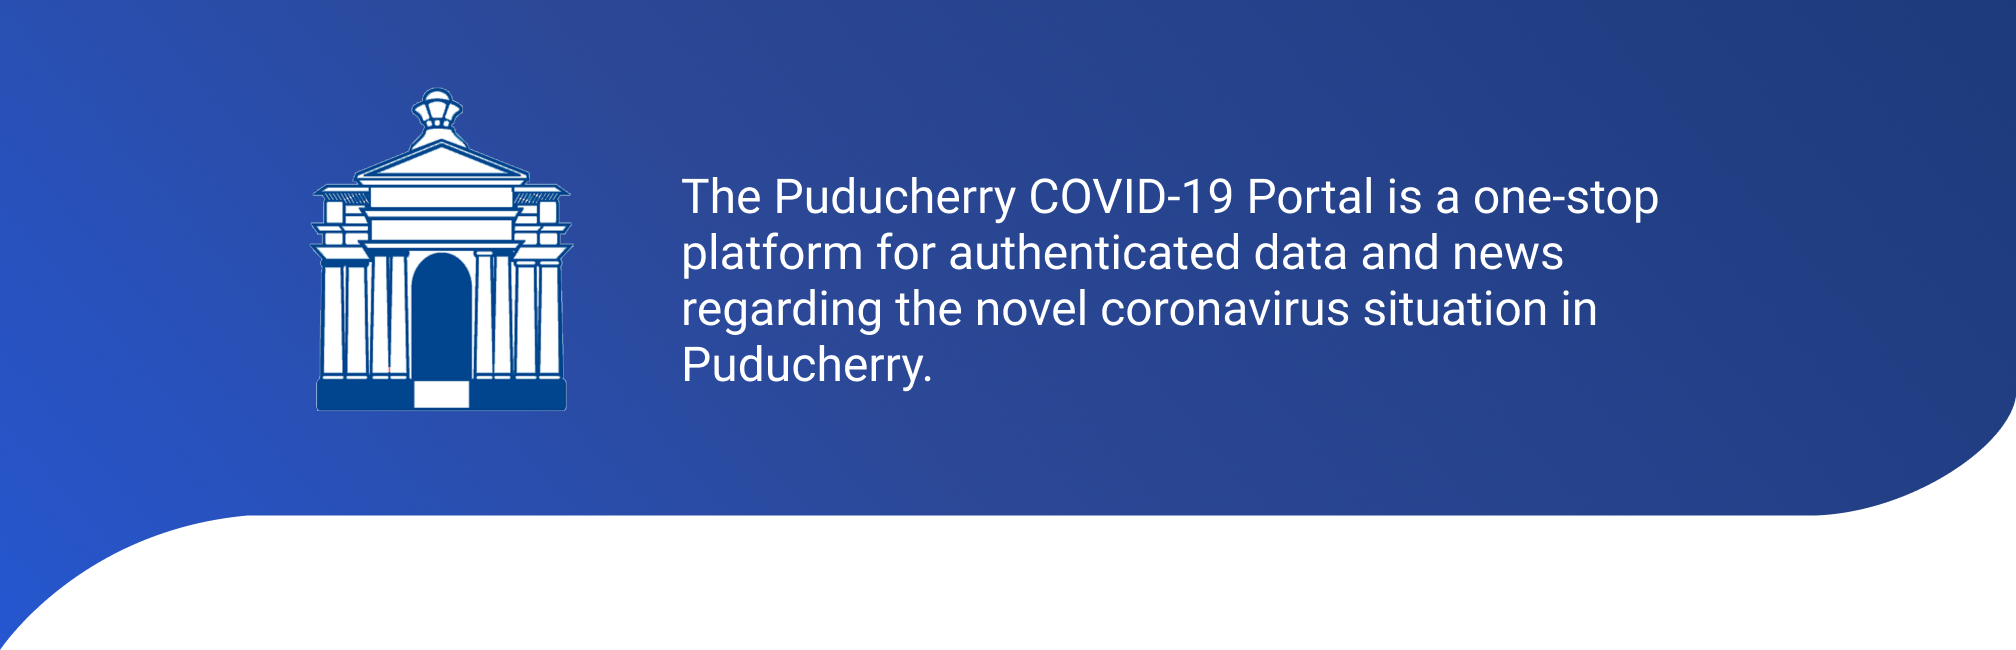 The Puducherry COVID-19 Portal is a one-stop
platform for authenticated data and news
regarding the novel coronavirus situation in
Puducherry.